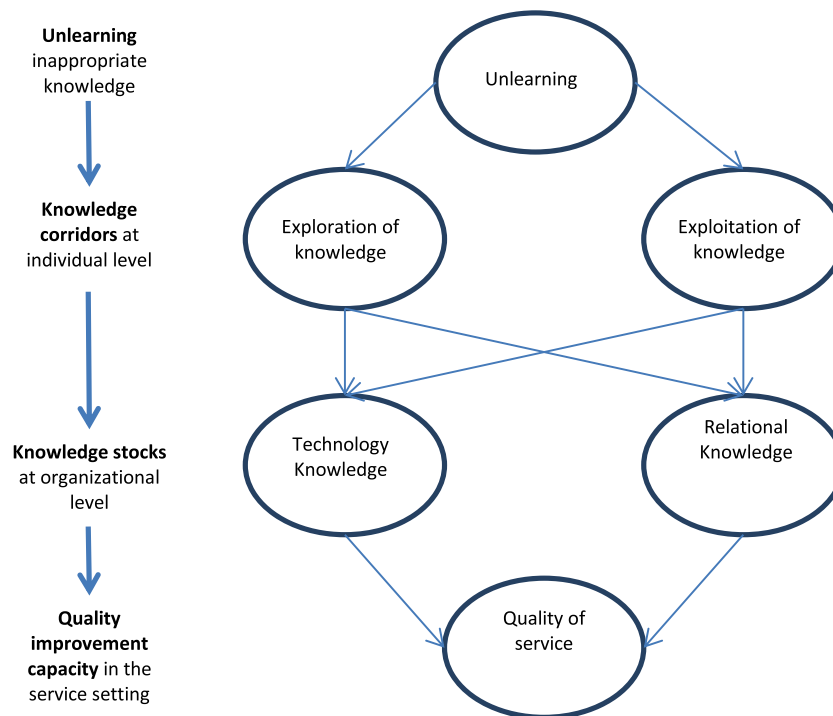 Unlearning
inappropriate
knowledge
Knowledge
corridors at
individual level
Knowledge stocks
at organizational
level
Quality
improvement
capacity in the
service setting
Unlearning
Exploration of
knowledge
Exploitation of
knowledge
Technology
Knowledge
Relational
Knowledge
Quality of
service